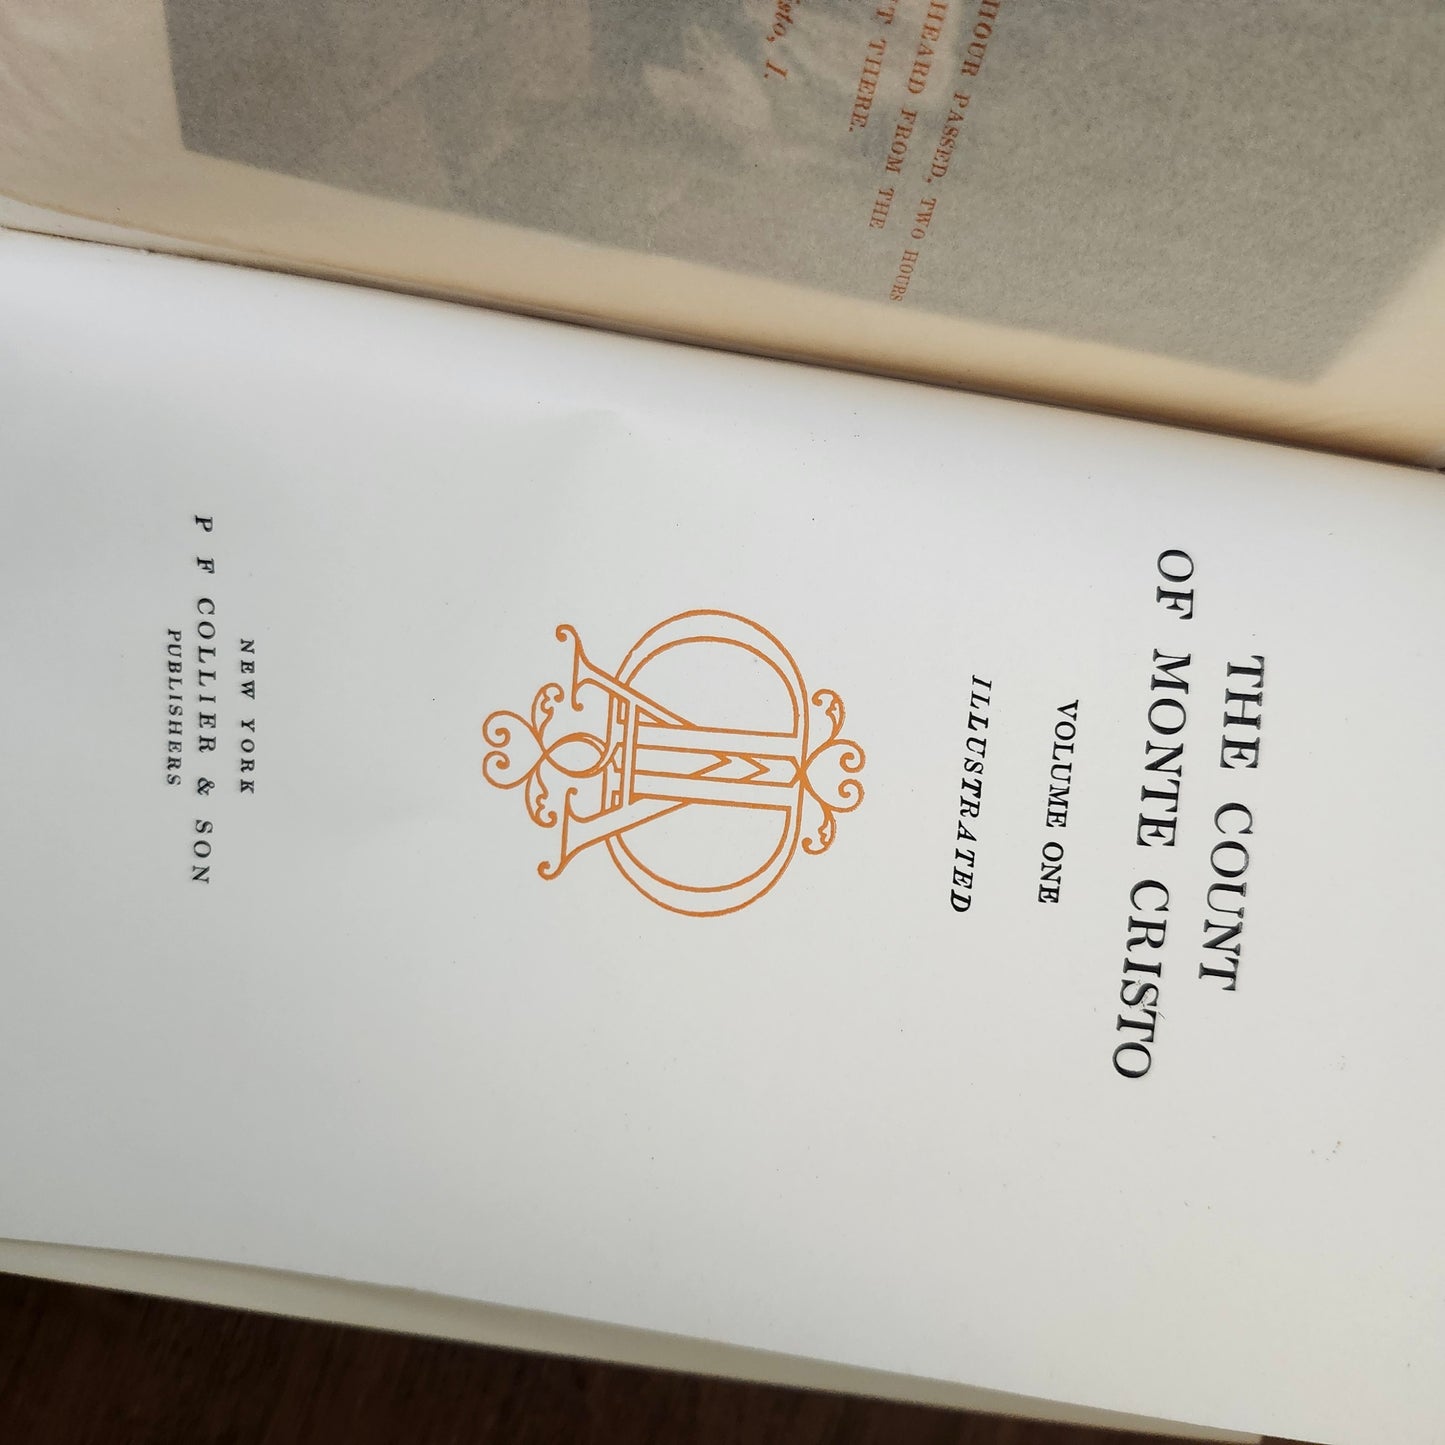 HOUR PASSED, TWO HOURS
HEARD FROM THE
T THERE.
isto, I.
THE COUNT
OF MONTE CRISTO
VOLUME ONE
ILLUSTRATED
NEW YORK
P F COLLIER & SON
PUBLISHERS